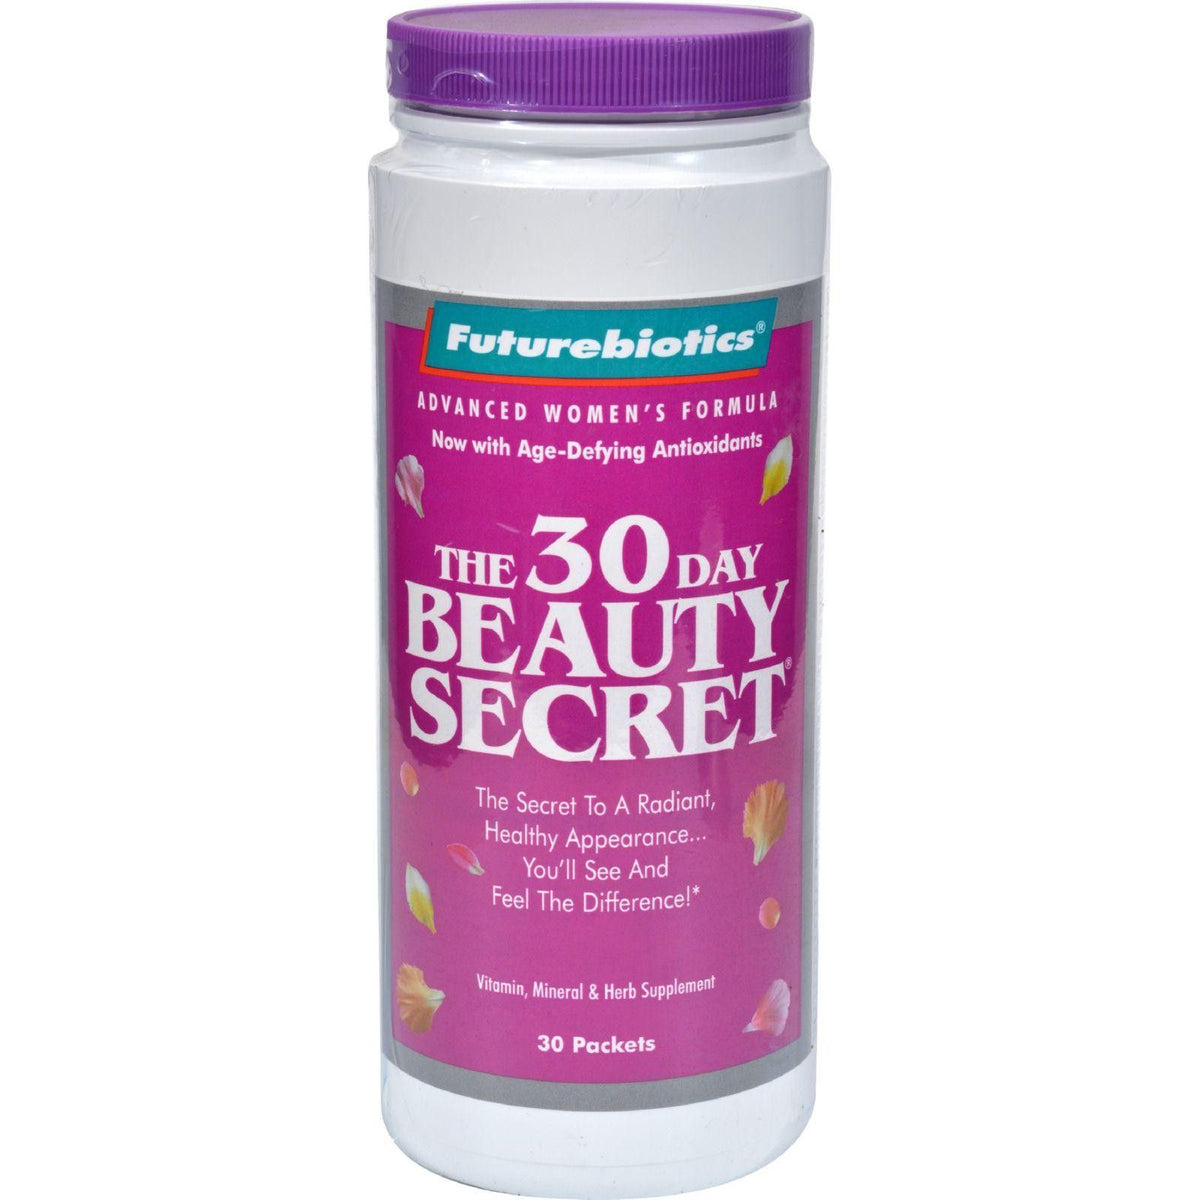 Futurebiotics®
ADVANCED WOMEN'S FORMULA
Now with Age-Defying Antioxidants
THE 30 DAY
BEAUTY
SECRET®
The Secret To A Radiant,
Healthy Appearance...
You'll See And
Feel The Difference!*
Vitamin, Mineral & Herb Supplement
30 Packets